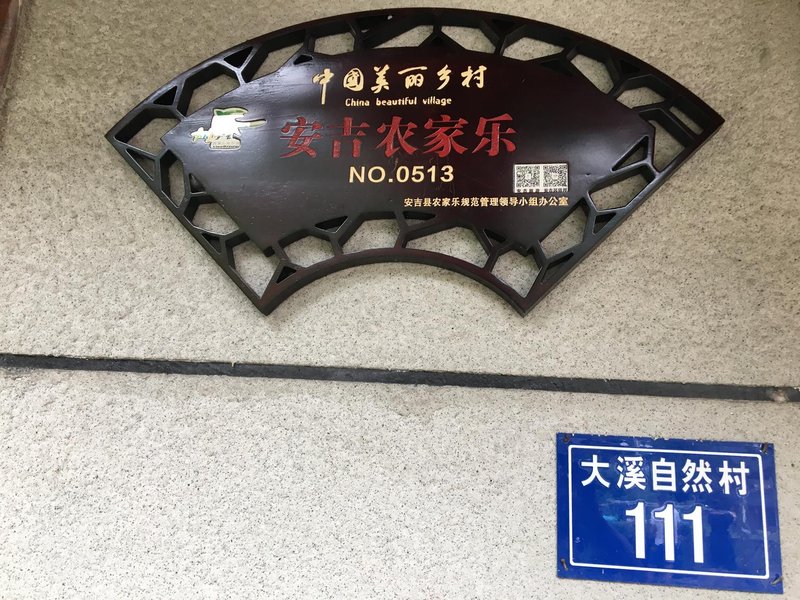 中國美丽乡村
China beautiful village
安吉农家乐
NO.0513
安吉县农家乐规范管理领导小组办公室
大溪自然村
111